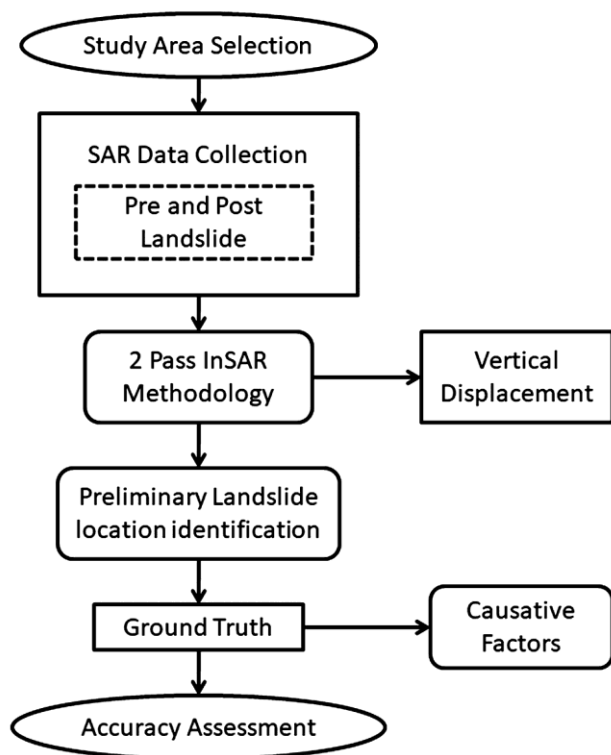 Study Area Selection
SAR Data Collection
Pre and Post
Landslide
2 Pass InSAR
Methodology
Vertical
Displacement
Preliminary Landslide
location identification
Ground Truth
Causative
Factors
Accuracy Assessment